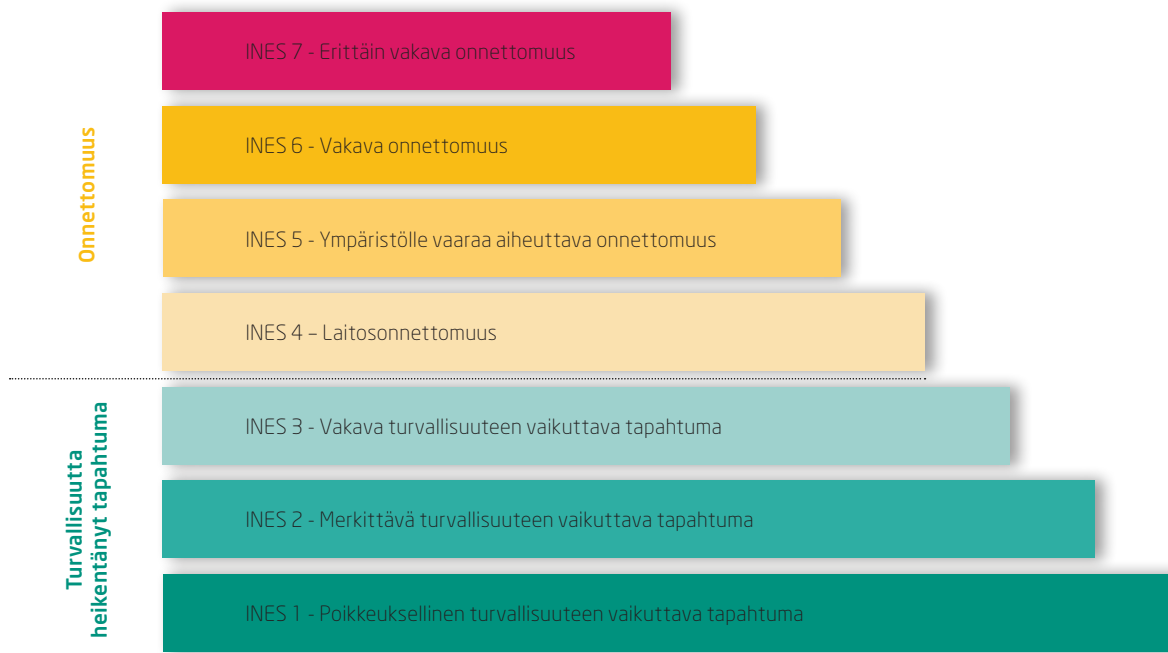 Onnettomuus
INES 7 - Erittäin vakava onnettomuus
INES 6 - Vakava onnettomuus
INES 5 - Ympäristölle vaaraa aiheuttava onnettomuus
INES 4 – Laitosonnettomuus
Turvallisuutta
heikentänyt tapahtuma
INES 3 - Vakava turvallisuuteen vaikuttava tapahtuma
INES 2 - Merkittävä turvallisuuteen vaikuttava tapahtuma
INES 1 - Poikkeuksellinen turvallisuuteen vaikuttava tapahtuma